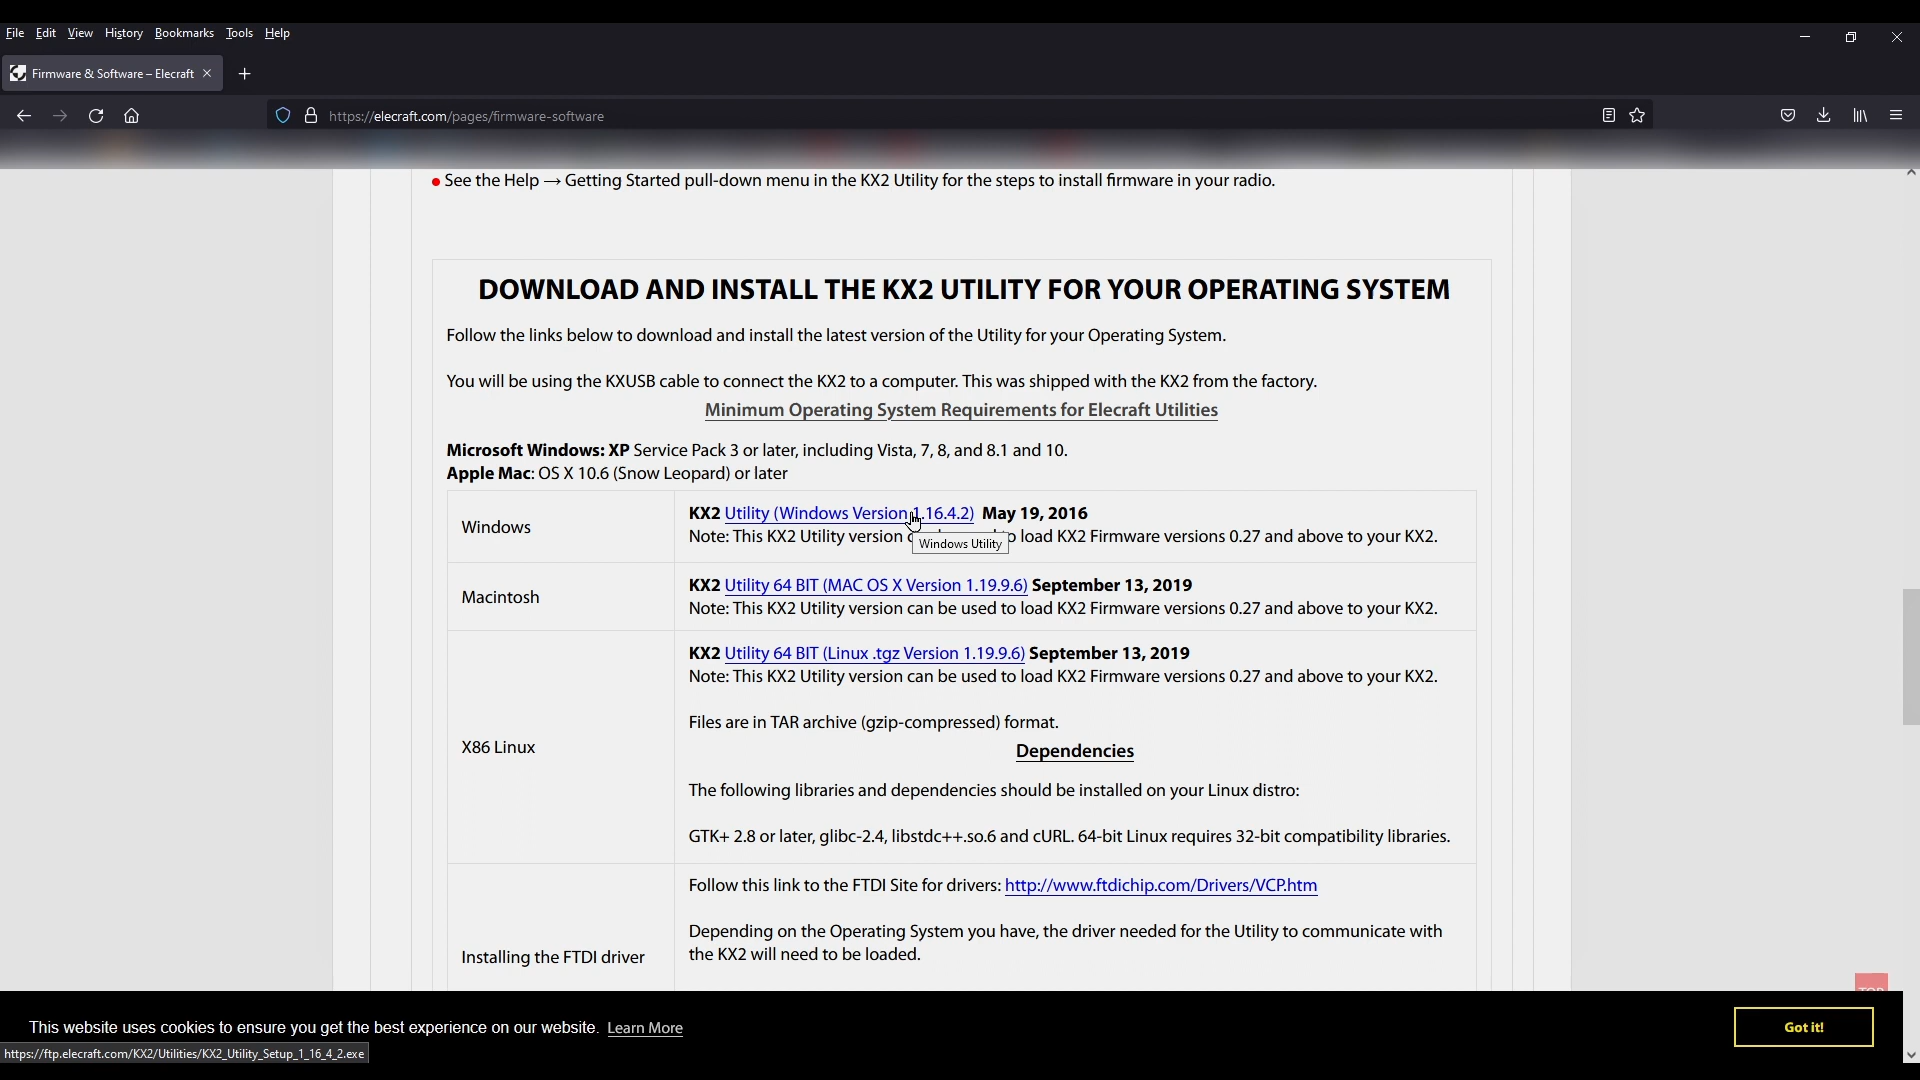 File Edit View History Bookmarks Tools Help
Firmware & Software – Elecraft
https://elecraft.com/pages/firmware-software
See the Help → Getting Started pull-down menu in the KX2 Utility for the steps to install firmware in your radio.
DOWNLOAD AND INSTALL THE KX2 UTILITY FOR YOUR OPERATING SYSTEM
Follow the links below to download and install the latest version of the Utility for your Operating System.
You will be using the KXUSB cable to connect the KX2 to a computer. This was shipped with the KX2 from the factory.
Minimum Operating System Requirements for Elecraft Utilities
Microsoft Windows: XP Service Pack 3 or later, including Vista, 7, 8, and 8.1 and 10.
Apple Mac: OS X 10.6 (Snow Leopard) or later
Windows
KX2 Utility (Windows Version 1.16.4.2) May 19, 2016
Note: This KX2 Utility version load KX2 Firmware versions 0.27 and above to your KX2.
Windows Utility
Macintosh
KX2 Utility 64 BIT (MAC OS X Version 1.19.9.6) September 13, 2019
Note: This KX2 Utility version can be used to load KX2 Firmware versions 0.27 and above to your KX2.
X86 Linux
KX2 Utility 64 BIT (Linux .tgz Version 1.19.9.6) September 13, 2019
Note: This KX2 Utility version can be used to load KX2 Firmware versions 0.27 and above to your KX2.
Files are in TAR archive (gzip-compressed) format.
Dependencies
The following libraries and dependencies should be installed on your Linux distro:
GTK+ 2.8 or later, glibc-2.4, libstdc++.so.6 and cURL. 64-bit Linux requires 32-bit compatibility libraries.
Installing the FTDI driver
Follow this link to the FTDI Site for drivers: http://www.ftdichip.com/Drivers/VCP.htm
Depending on the Operating System you have, the driver needed for the Utility to communicate with
the KX2 will need to be loaded.
TOP
This website uses cookies to ensure you get the best experience on our website. Learn More
Got it!
https://ftp.elecraft.com/KX2/Utilities/KX2_Utility_Setup_1_16_4_2.exe